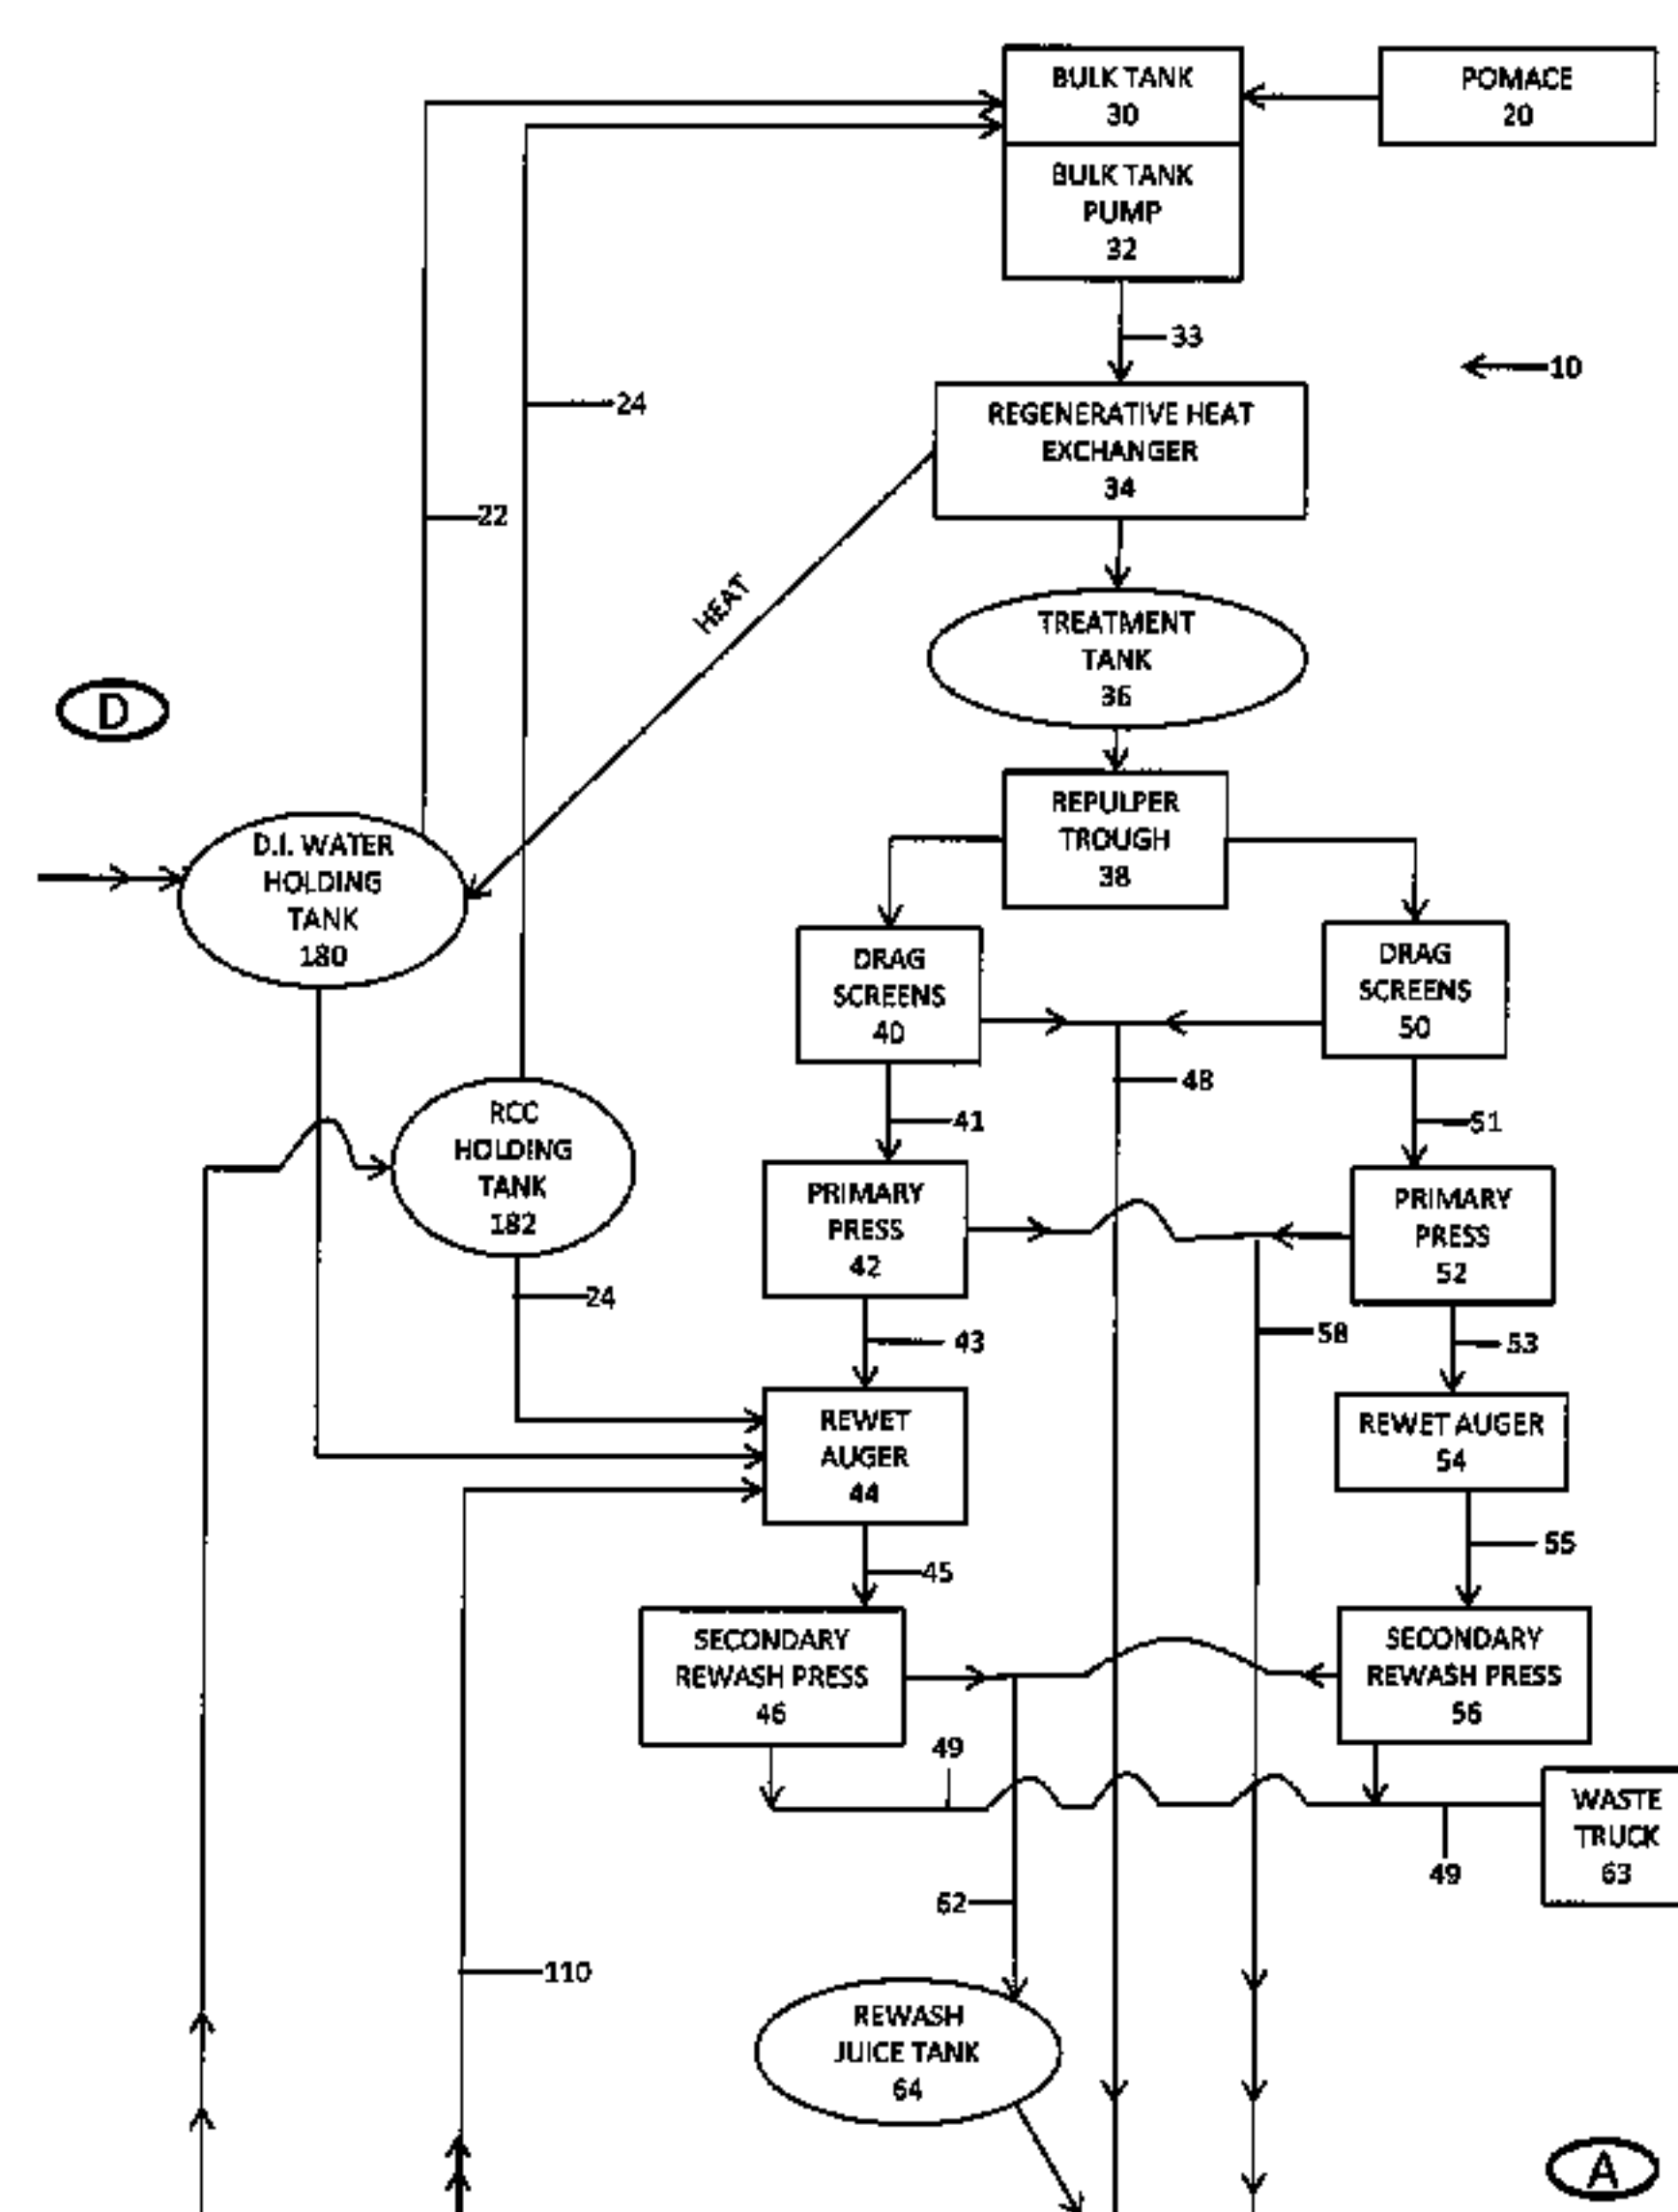 BULK TANK
30
POMACE
20
BULK TANK
PUMP
32
33
10
24
REGENERATIVE HEAT
EXCHANGER
34
22
HEAT
TREATMENT
TANK
36
D
REPULPER
TROUGH
38
D.I. WATER
HOLDING
TANK
180
DRAG
SCREENS
40
DRAG
SCREENS
50
48
RCC
HOLDING
TANK
182
41
51
PRIMARY
PRESS
42
PRIMARY
PRESS
52
24
43
58
53
REWET
AUGER
44
REWET AUGER
54
45
55
SECONDARY
REWASH PRESS
46
SECONDARY
REWASH PRESS
56
49
WASTE
TRUCK
63
49
62
110
REWASH
JUICE TANK
64
A